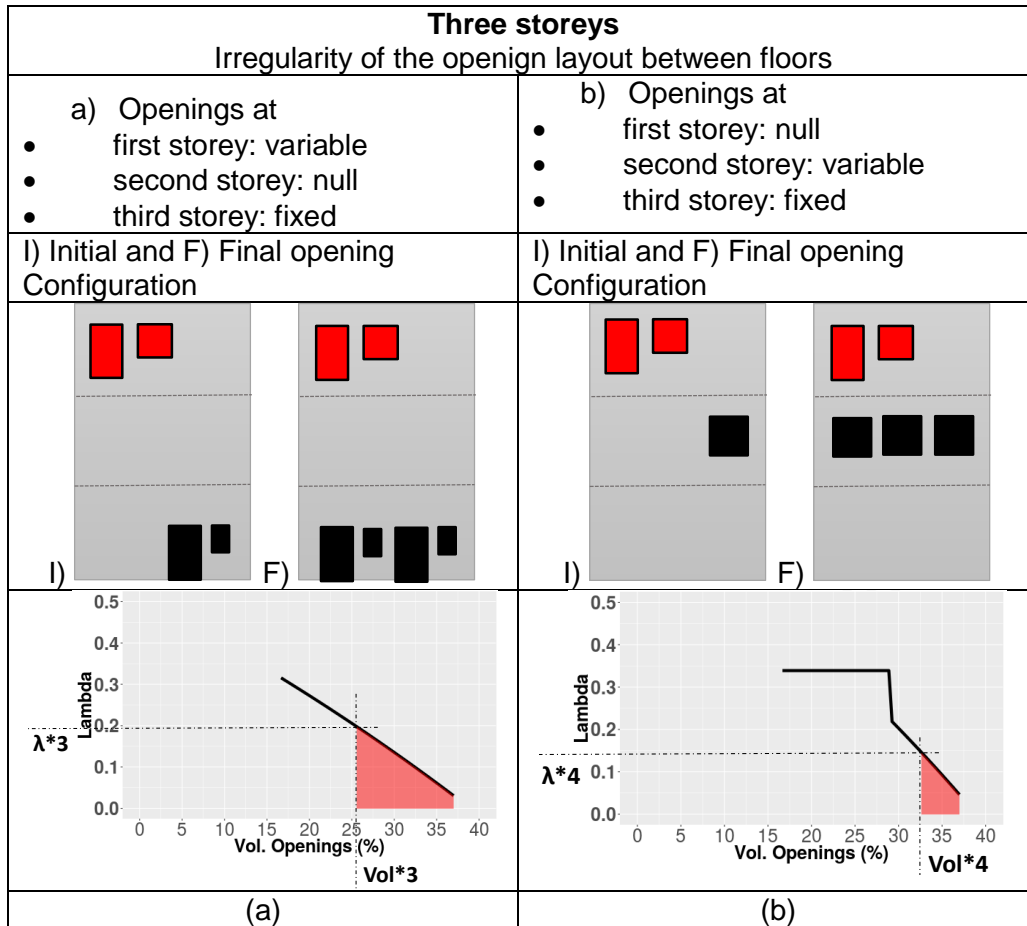 Three storeys
Irregularity of the openign layout between floors
a) Openings at
• first storey: variable
• second storey: null
• third storey: fixed
b) Openings at
• first storey: null
• second storey: variable
• third storey: fixed
I) Initial and F) Final opening
Configuration
I) Initial and F) Final opening
Configuration
I)
F)
I)
F)
0.5
0.4
0.3
0.2
0.1
0.0
Lambda
λ*3
0 5 10 15 20 25 30 35 40
Vol. Openings (%)
Vol*3
0.5
0.4
0.3
0.2
0.1
0.0
Lambda
λ*4
0 5 10 15 20 25 30 35 40
Vol. Openings (%)
Vol*4
(a)
(b)